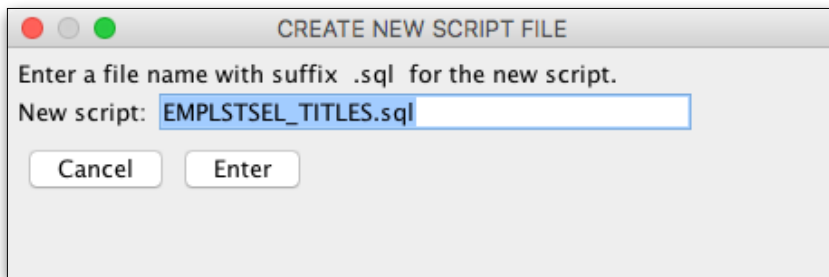 CREATE NEW SCRIPT FILE
Enter a file name with suffix .sql for the new script.
New script: EMPLSTSEL_TITLES.sql
Cancel Enter